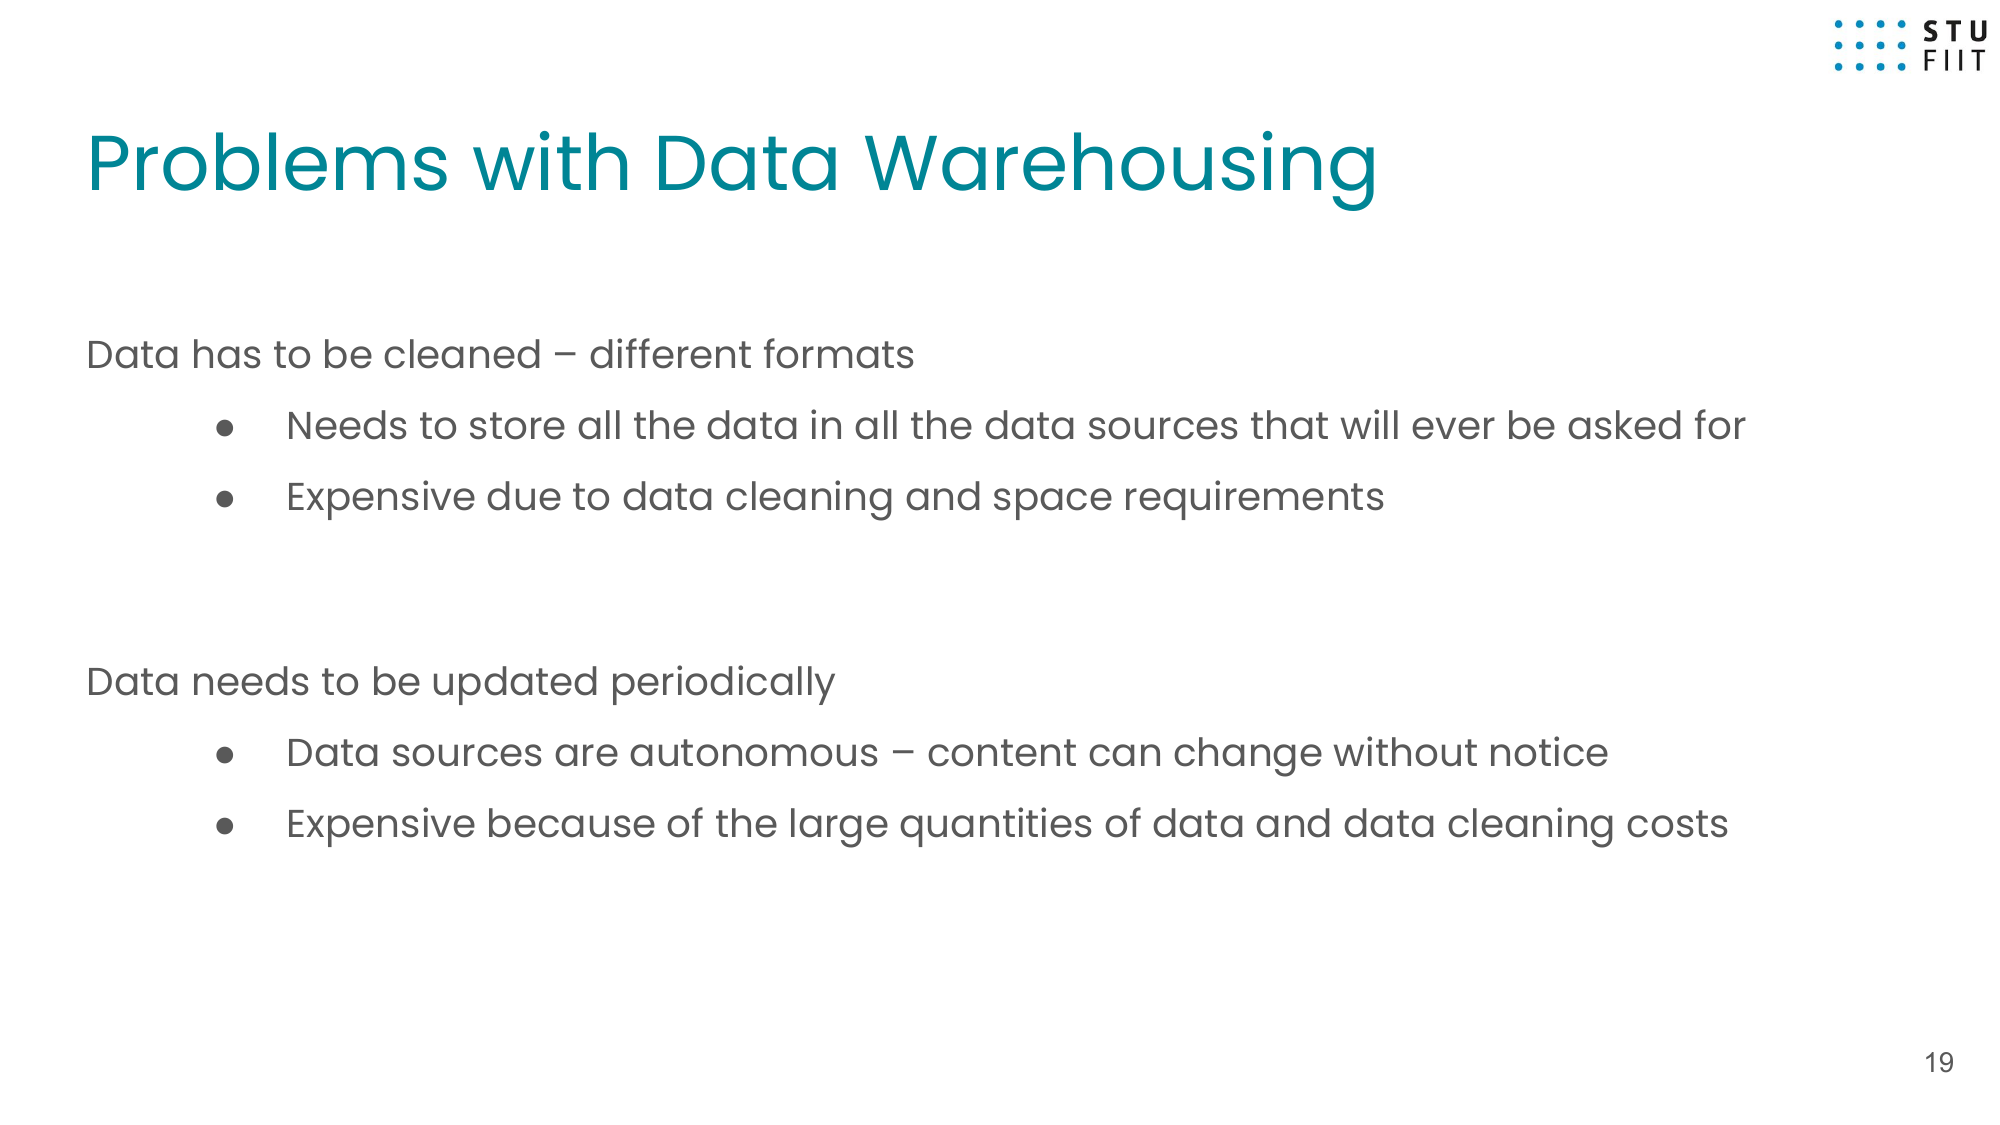 STU
FIIT
Problems with Data Warehousing
Data has to be cleaned – different formats
● Needs to store all the data in all the data sources that will ever be asked for
● Expensive due to data cleaning and space requirements
Data needs to be updated periodically
● Data sources are autonomous – content can change without notice
● Expensive because of the large quantities of data and data cleaning costs
19